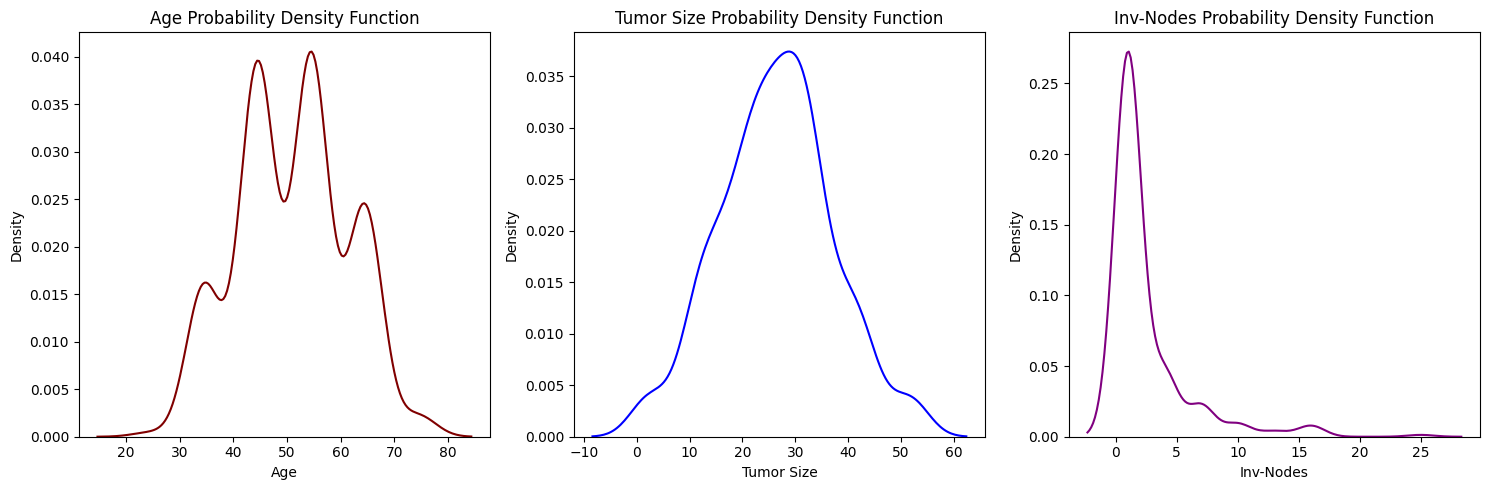 Age Probability Density Function
0.040
0.035
0.030
0.025
0.020
0.015
0.010
0.005
0.000
Density
20 30 40 50 60 70 80
Age
Tumor Size Probability Density Function
0.035
0.030
0.025
0.020
0.015
0.010
0.005
0.000
Density
−10 0 10 20 30 40 50 60
Tumor Size
Inv-Nodes Probability Density Function
0.25
0.20
0.15
0.10
0.05
0.00
Density
0 5 10 15 20 25
Inv-Nodes